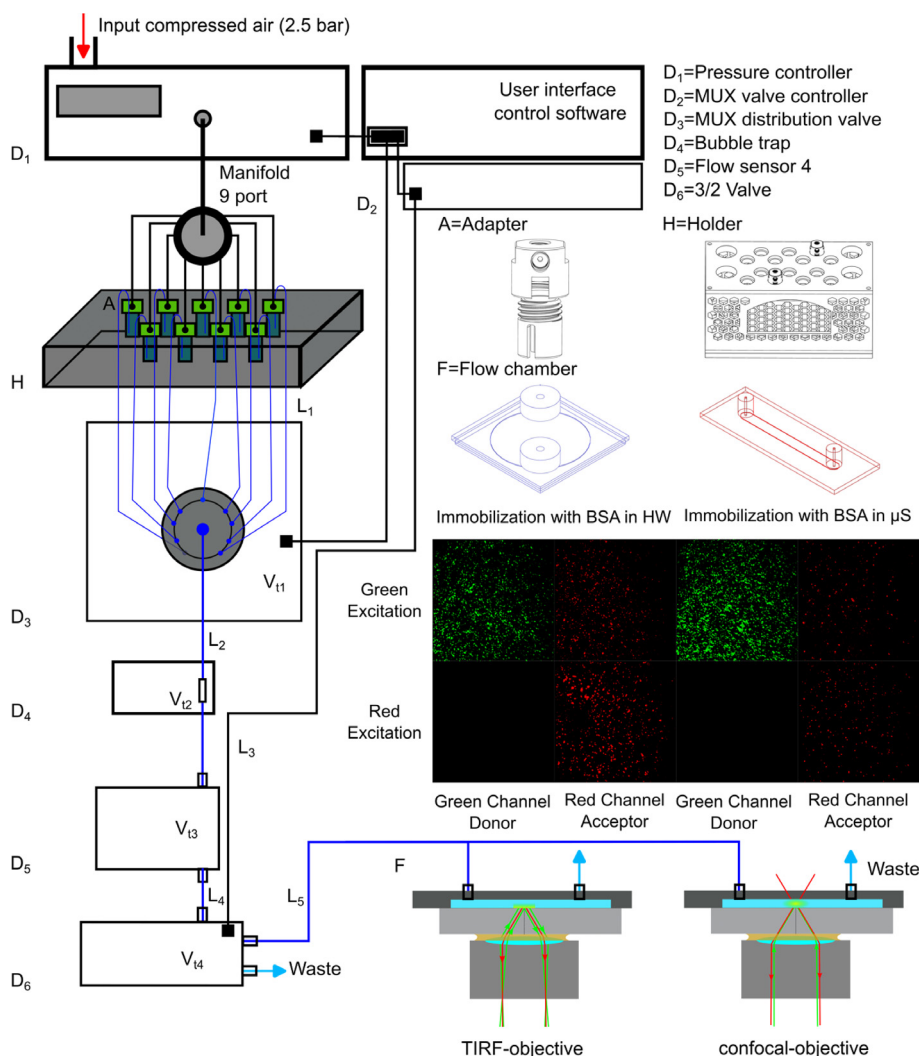 Input compressed air (2.5 bar)
User interface
control software
D₁=Pressure controller
D₂=MUX valve controller
D₃=MUX distribution valve
D₄=Bubble trap
D₅=Flow sensor 4
D₆=3/2 Valve
D₁
Manifold
9 port
D₂
A=Adapter
H=Holder
A
H
F=Flow chamber
L₁
Immobilization with BSA in HW
Immobilization with BSA in µS
Vt1
D₃
Green
Excitation
L₂
Vt2
D₄
Red
Excitation
L₃
Green Channel
Donor
Red Channel
Acceptor
Green Channel
Donor
Red Channel
Acceptor
Vt3
D₅
L₄
L₅
F
Waste
Vt4
Waste
D₆
TIRF-objective
confocal-objective